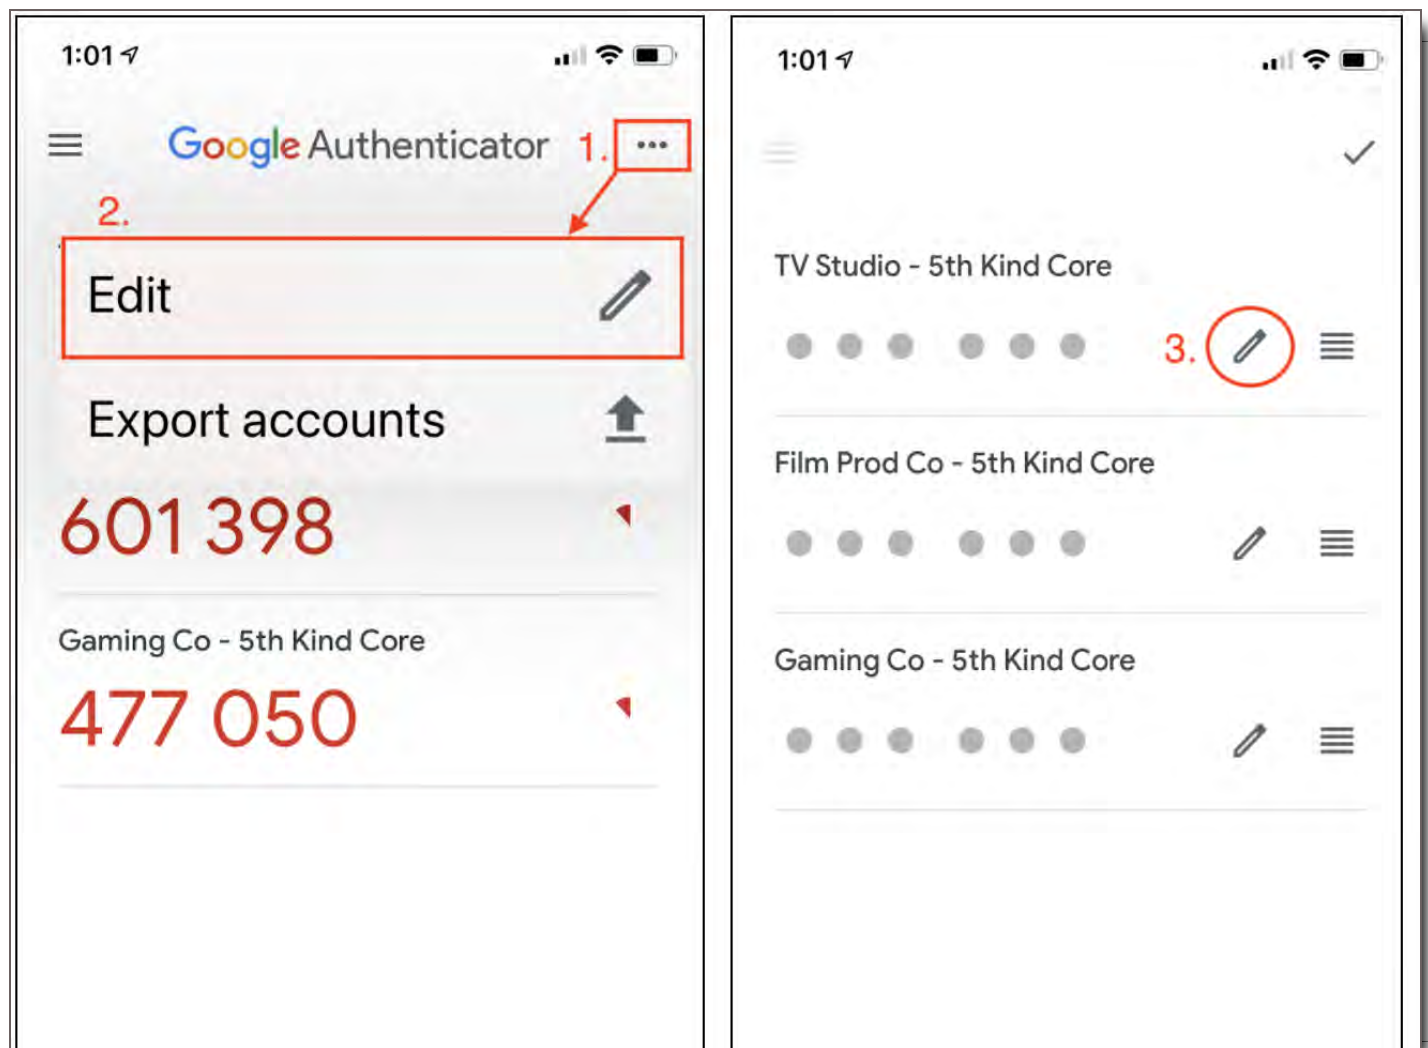 1:01
Google Authenticator 1. ...
2.
Edit
Export accounts
601 398
Gaming Co - 5th Kind Core
477 050
1:01
TV Studio - 5th Kind Core
3.
Film Prod Co - 5th Kind Core
Gaming Co - 5th Kind Core